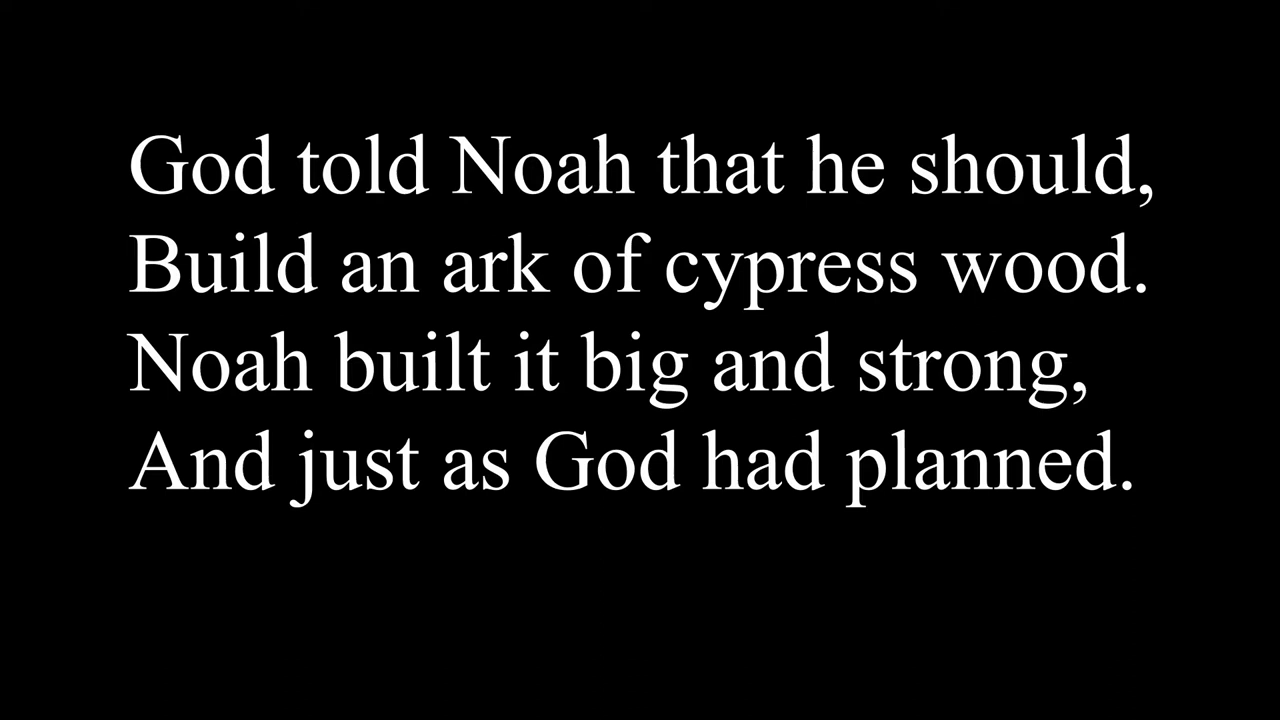 God told Noah that he should,
Build an ark of cypress wood.
Noah built it big and strong,
And just as God had planned.